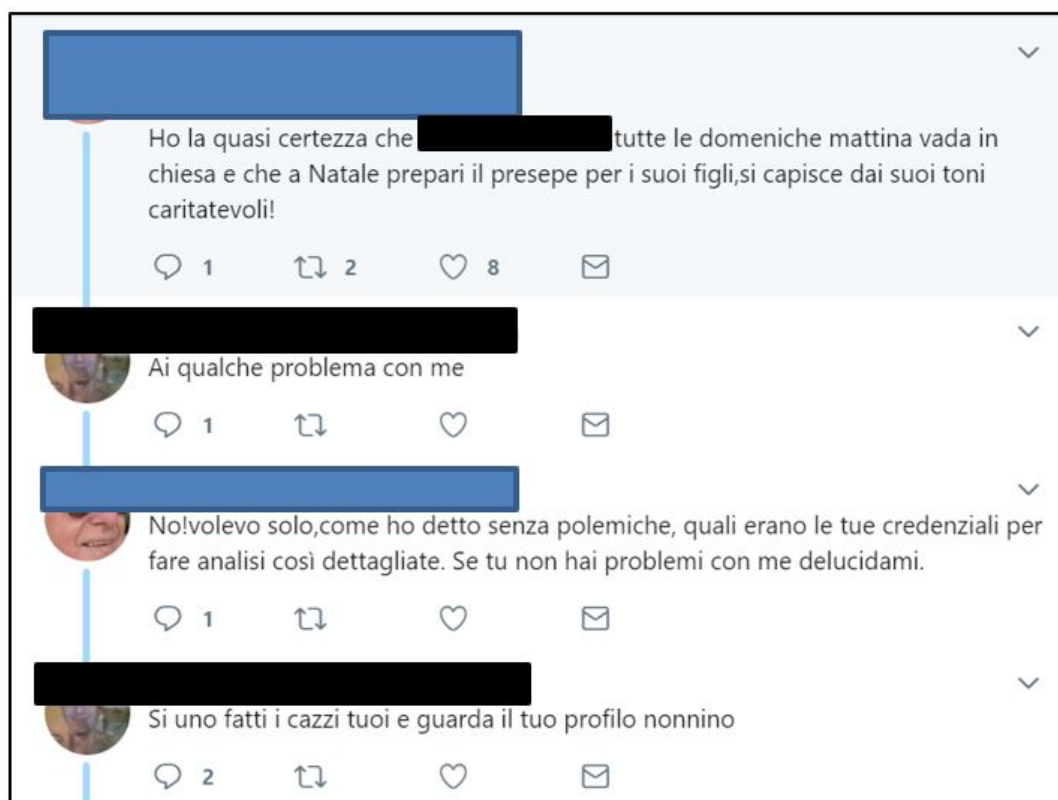 Ho la quasi certezza che tutte le domeniche mattina vada in
chiesa e che a Natale prepari il presepe per i suoi figli,si capisce dai suoi toni
caritatevoli!
1 2 8
Ai qualche problema con me
1
No!volevo solo,come ho detto senza polemiche, quali erano le tue credenziali per
fare analisi così dettagliate. Se tu non hai problemi con me delucidami.
1
Si uno fatti i cazzi tuoi e guarda il tuo profilo nonnino
2